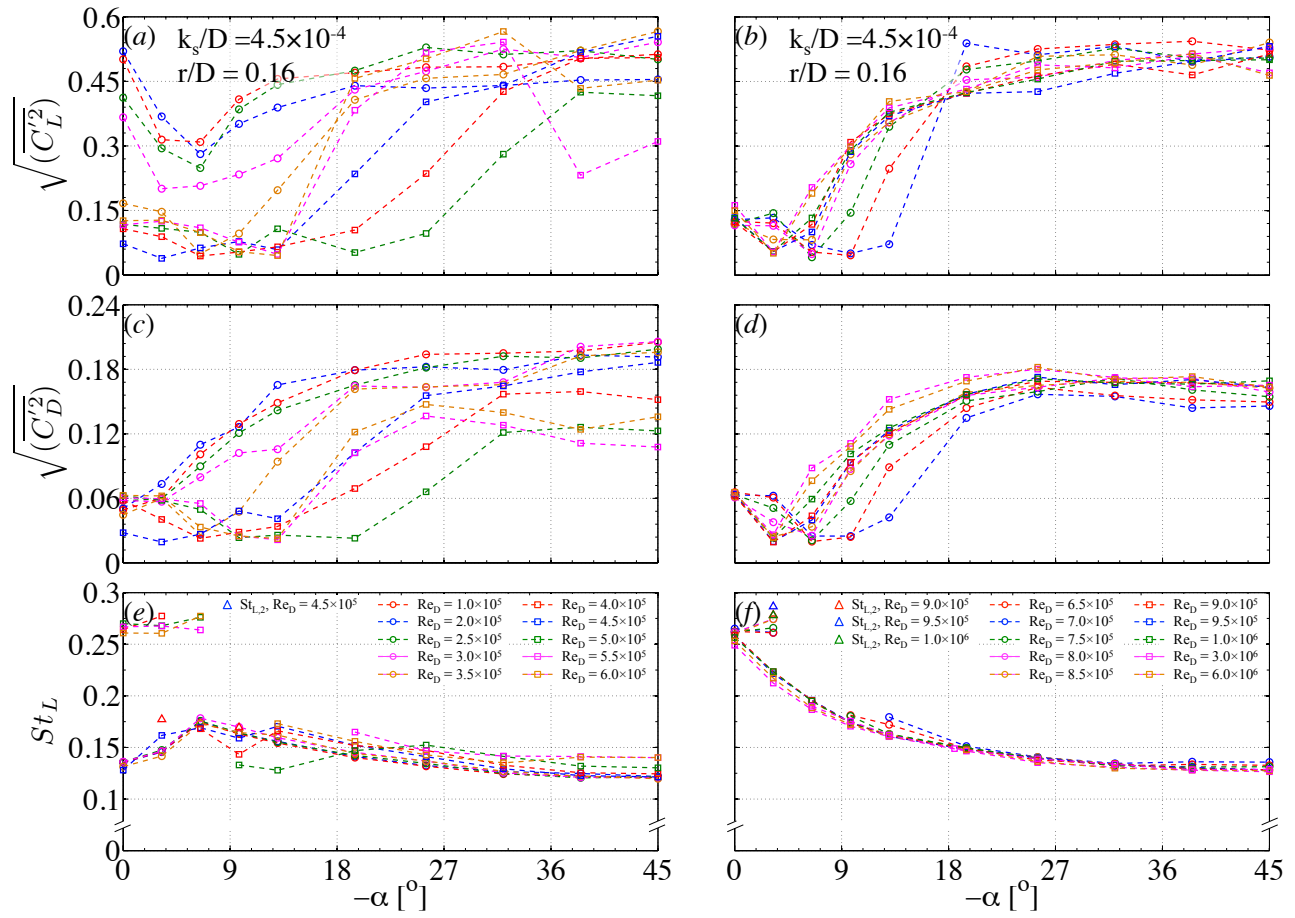 (a) k_s/D =4.5×10^-4
r/D = 0.16
√(C'_L^2)
0.6
0.45
0.3
0.15
0
(b) k_s/D =4.5×10^-4
r/D = 0.16
(c)
√(C'_D^2)
0.24
0.18
0.12
0.06
0
(d)
(e)
St_L
0.3
0.25
0.2
0.15
0.1
0
St_L,2, Re_D = 4.5×10^5
Re_D = 1.0×10^5
Re_D = 2.0×10^5
Re_D = 2.5×10^5
Re_D = 3.0×10^5
Re_D = 3.5×10^5
Re_D = 4.0×10^5
Re_D = 4.5×10^5
Re_D = 5.0×10^5
Re_D = 5.5×10^5
Re_D = 6.0×10^5
0 9 18 27 36 45
−α [°]
(f)
St_L,2, Re_D = 9.0×10^5
St_L,2, Re_D = 9.5×10^5
St_L,2, Re_D = 1.0×10^6
Re_D = 6.5×10^5
Re_D = 7.0×10^5
Re_D = 7.5×10^5
Re_D = 8.0×10^5
Re_D = 8.5×10^5
Re_D = 9.0×10^5
Re_D = 9.5×10^5
Re_D = 1.0×10^6
Re_D = 3.0×10^6
Re_D = 6.0×10^6
0 9 18 27 36 45
−α [°]